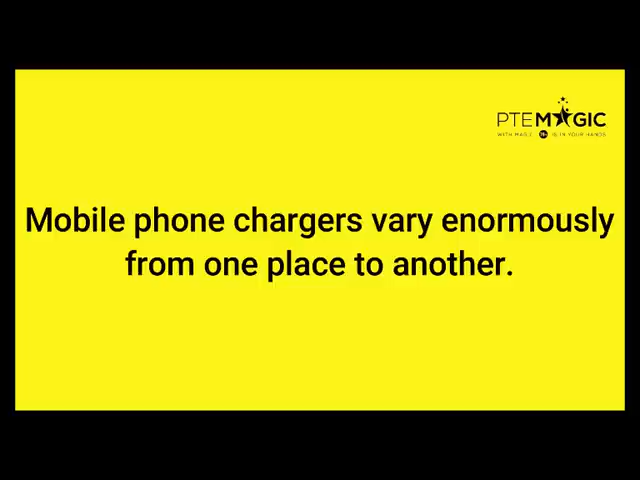 PTEMAGIC
Mobile phone chargers vary enormously
from one place to another.